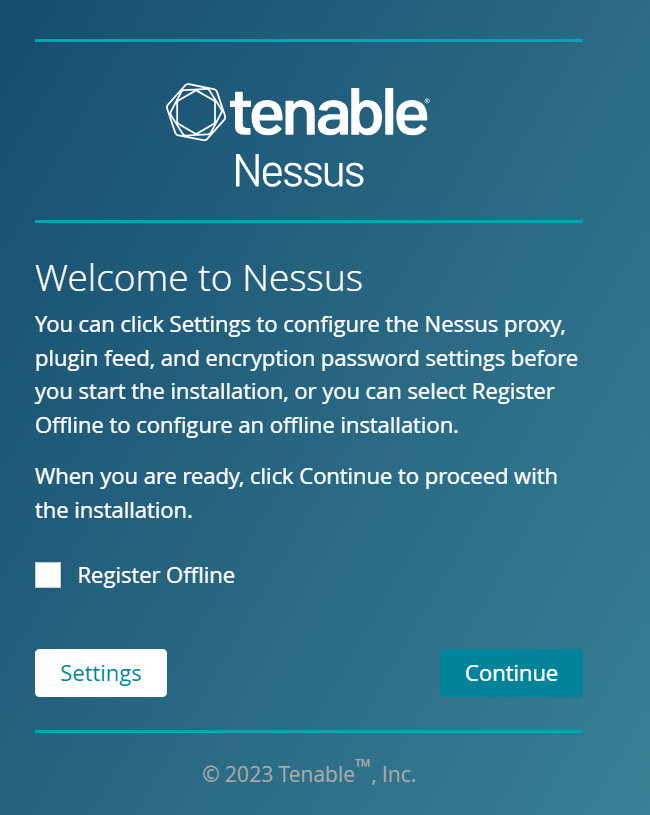 tenable®
Nessus
Welcome to Nessus
You can click Settings to configure the Nessus proxy,
plugin feed, and encryption password settings before
you start the installation, or you can select Register
Offline to configure an offline installation.
When you are ready, click Continue to proceed with
the installation.
Register Offline
Settings
Continue
© 2023 Tenable™, Inc.